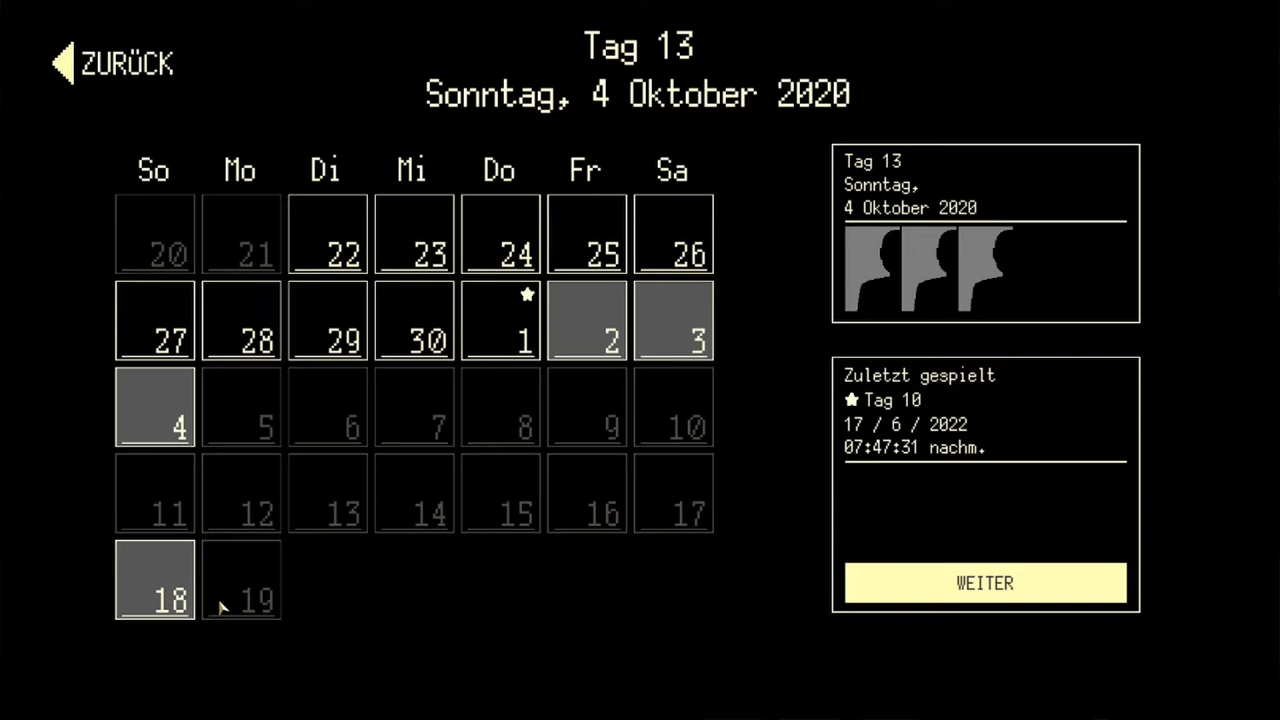 ZURÜCK
Tag 13
Sonntag, 4 Oktober 2020
So Mo Di Mi Do Fr Sa
20 21 22 23 24 25 26
27 28 29 30 1 2 3
4 5 6 7 8 9 10
11 12 13 14 15 16 17
18 19
Tag 13
Sonntag,
4 Oktober 2020
Zuletzt gespielt
★ Tag 10
17 / 6 / 2022
07:47:31 nachm.
WEITER